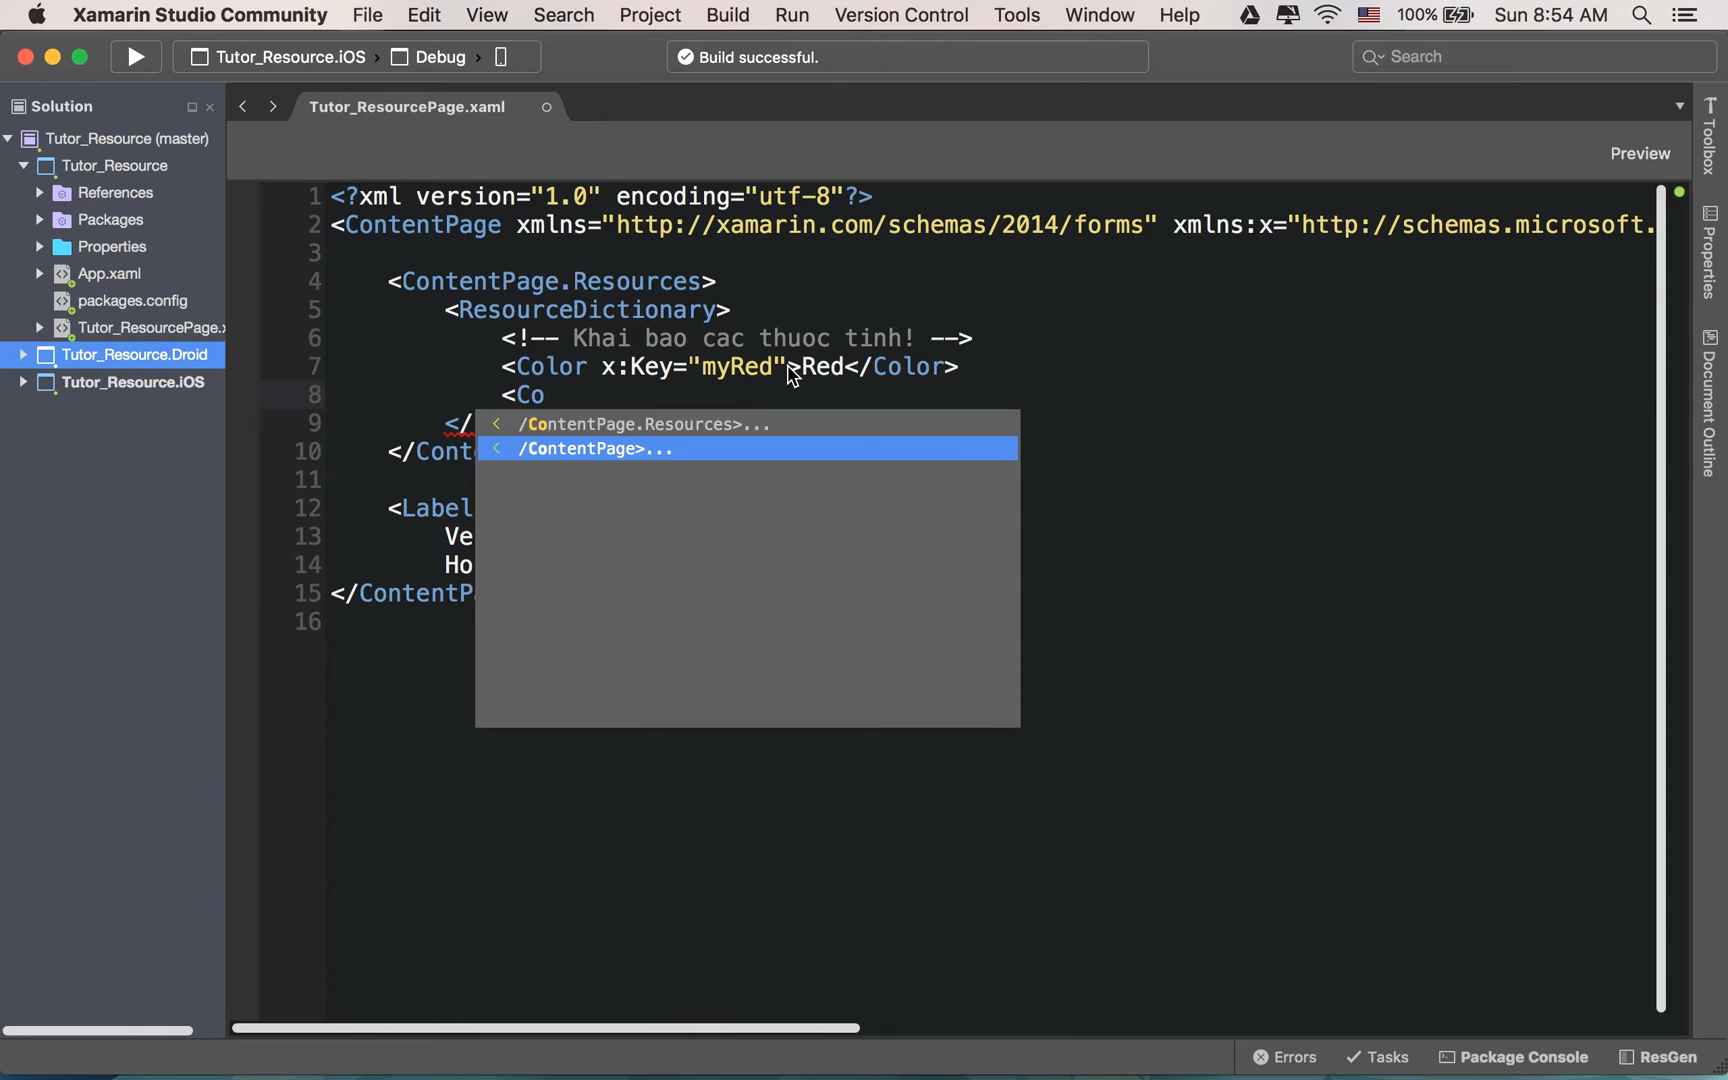 Xamarin Studio Community File Edit View Search Project Build Run Version Control Tools Window Help 100% Sun 8:54 AM
Tutor_Resource.iOS › Debug › Build successful. Search
Solution
Tutor_Resource (master)
Tutor_Resource
References
Packages
Properties
App.xaml
packages.config
Tutor_ResourcePage.x
Tutor_Resource.Droid
Tutor_Resource.iOS
Tutor_ResourcePage.xaml
Preview
1 <?xml version="1.0" encoding="utf-8"?>
2 <ContentPage xmlns="http://xamarin.com/schemas/2014/forms" xmlns:x="http://schemas.microsoft.
3
4 <ContentPage.Resources>
5 <ResourceDictionary>
6 <!-- Khai bao cac thuoc tinh! -->
7 <Color x:Key="myRed">Red</Color>
8 <Co
9 </
/ContentPage.Resources>...
/ContentPage>...
10 </Conte
11
12 <Label
13 Ve
14 Ho
15 </ContentPa
16
Toolbox
Properties
Document Outline
Errors Tasks Package Console ResGen